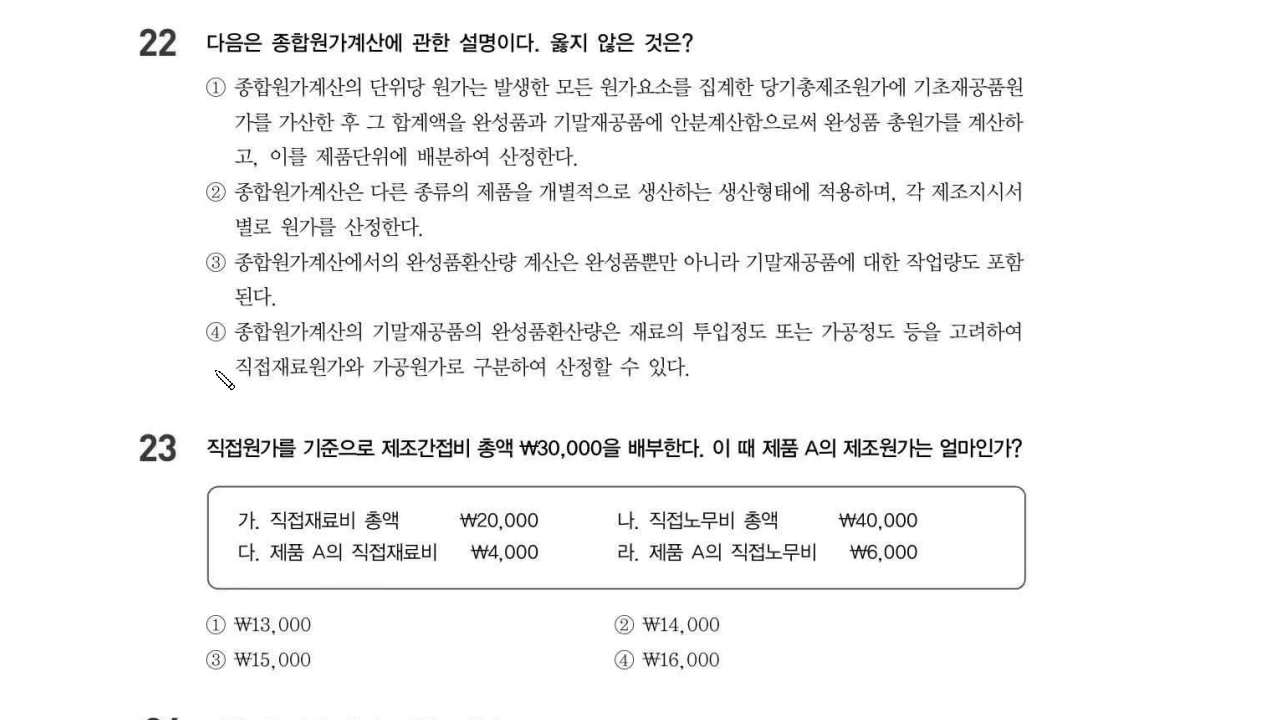 22 다음은 종합원가계산에 관한 설명이다. 옳지 않은 것은?
① 종합원가계산의 단위당 원가는 발생한 모든 원가요소를 집계한 당기총제조원가에 기초재공품원
가를 가산한 후 그 합계액을 완성품과 기말재공품에 안분계산함으로써 완성품 총원가를 계산하
고, 이를 제품단위에 배분하여 산정한다.
② 종합원가계산은 다른 종류의 제품을 개별적으로 생산하는 생산형태에 적용하며, 각 제조지시서
별로 원가를 산정한다.
③ 종합원가계산에서의 완성품환산량 계산은 완성품뿐만 아니라 기말재공품에 대한 작업량도 포함
된다.
④ 종합원가계산의 기말재공품의 완성품환산량은 재료의 투입정도 또는 가공정도 등을 고려하여
직접재료원가와 가공원가로 구분하여 산정할 수 있다.
23 직접원가를 기준으로 제조간접비 총액 ₩30,000을 배부한다. 이 때 제품 A의 제조원가는 얼마인가?
가. 직접재료비 총액 ₩20,000 나. 직접노무비 총액 ₩40,000
다. 제품 A의 직접재료비 ₩4,000 라. 제품 A의 직접노무비 ₩6,000
① ₩13,000 ② ₩14,000
③ ₩15,000 ④ ₩16,000